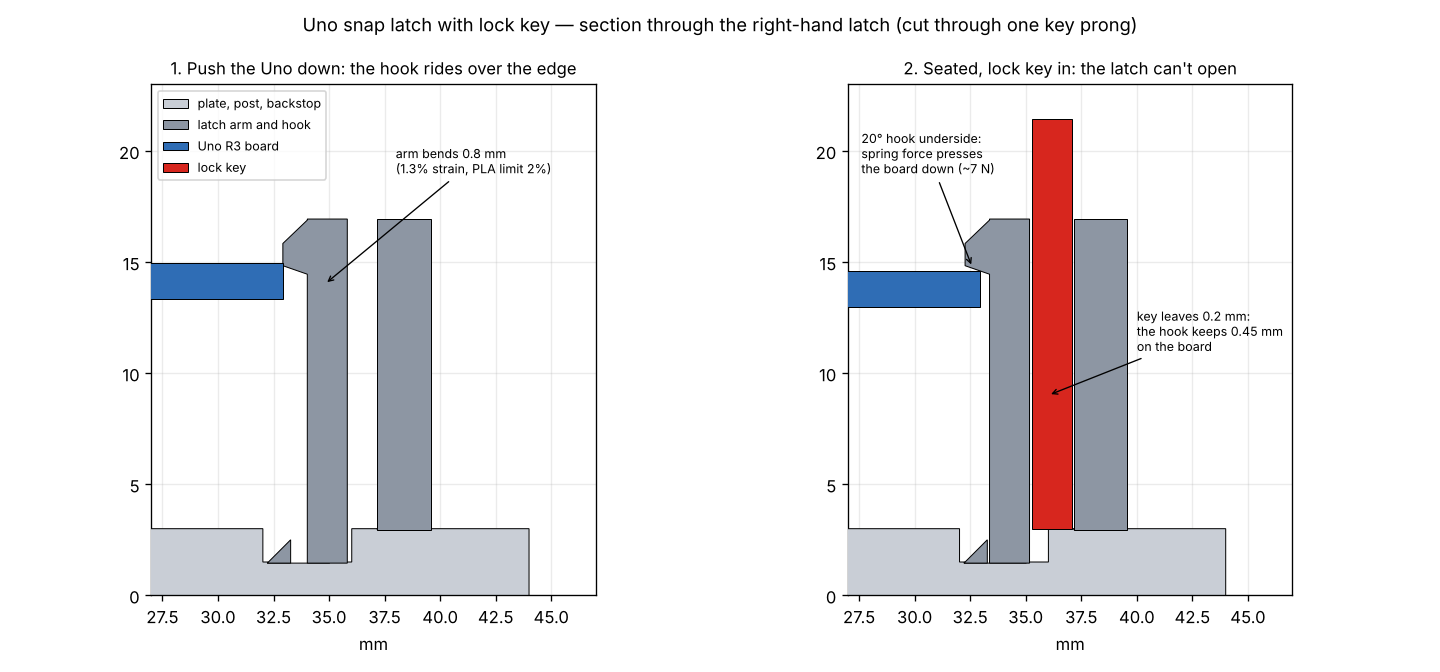 Uno snap latch with lock key — section through the right-hand latch (cut through one key prong)
1. Push the Uno down: the hook rides over the edge
plate, post, backstop
latch arm and hook
Uno R3 board
lock key
arm bends 0.8 mm
(1.3% strain, PLA limit 2%)
20
15
10
5
0
27.5 30.0 32.5 35.0 37.5 40.0 42.5 45.0
mm
2. Seated, lock key in: the latch can't open
20° hook underside:
spring force presses
the board down (~7 N)
key leaves 0.2 mm:
the hook keeps 0.45 mm
on the board
20
15
10
5
0
27.5 30.0 32.5 35.0 37.5 40.0 42.5 45.0
mm